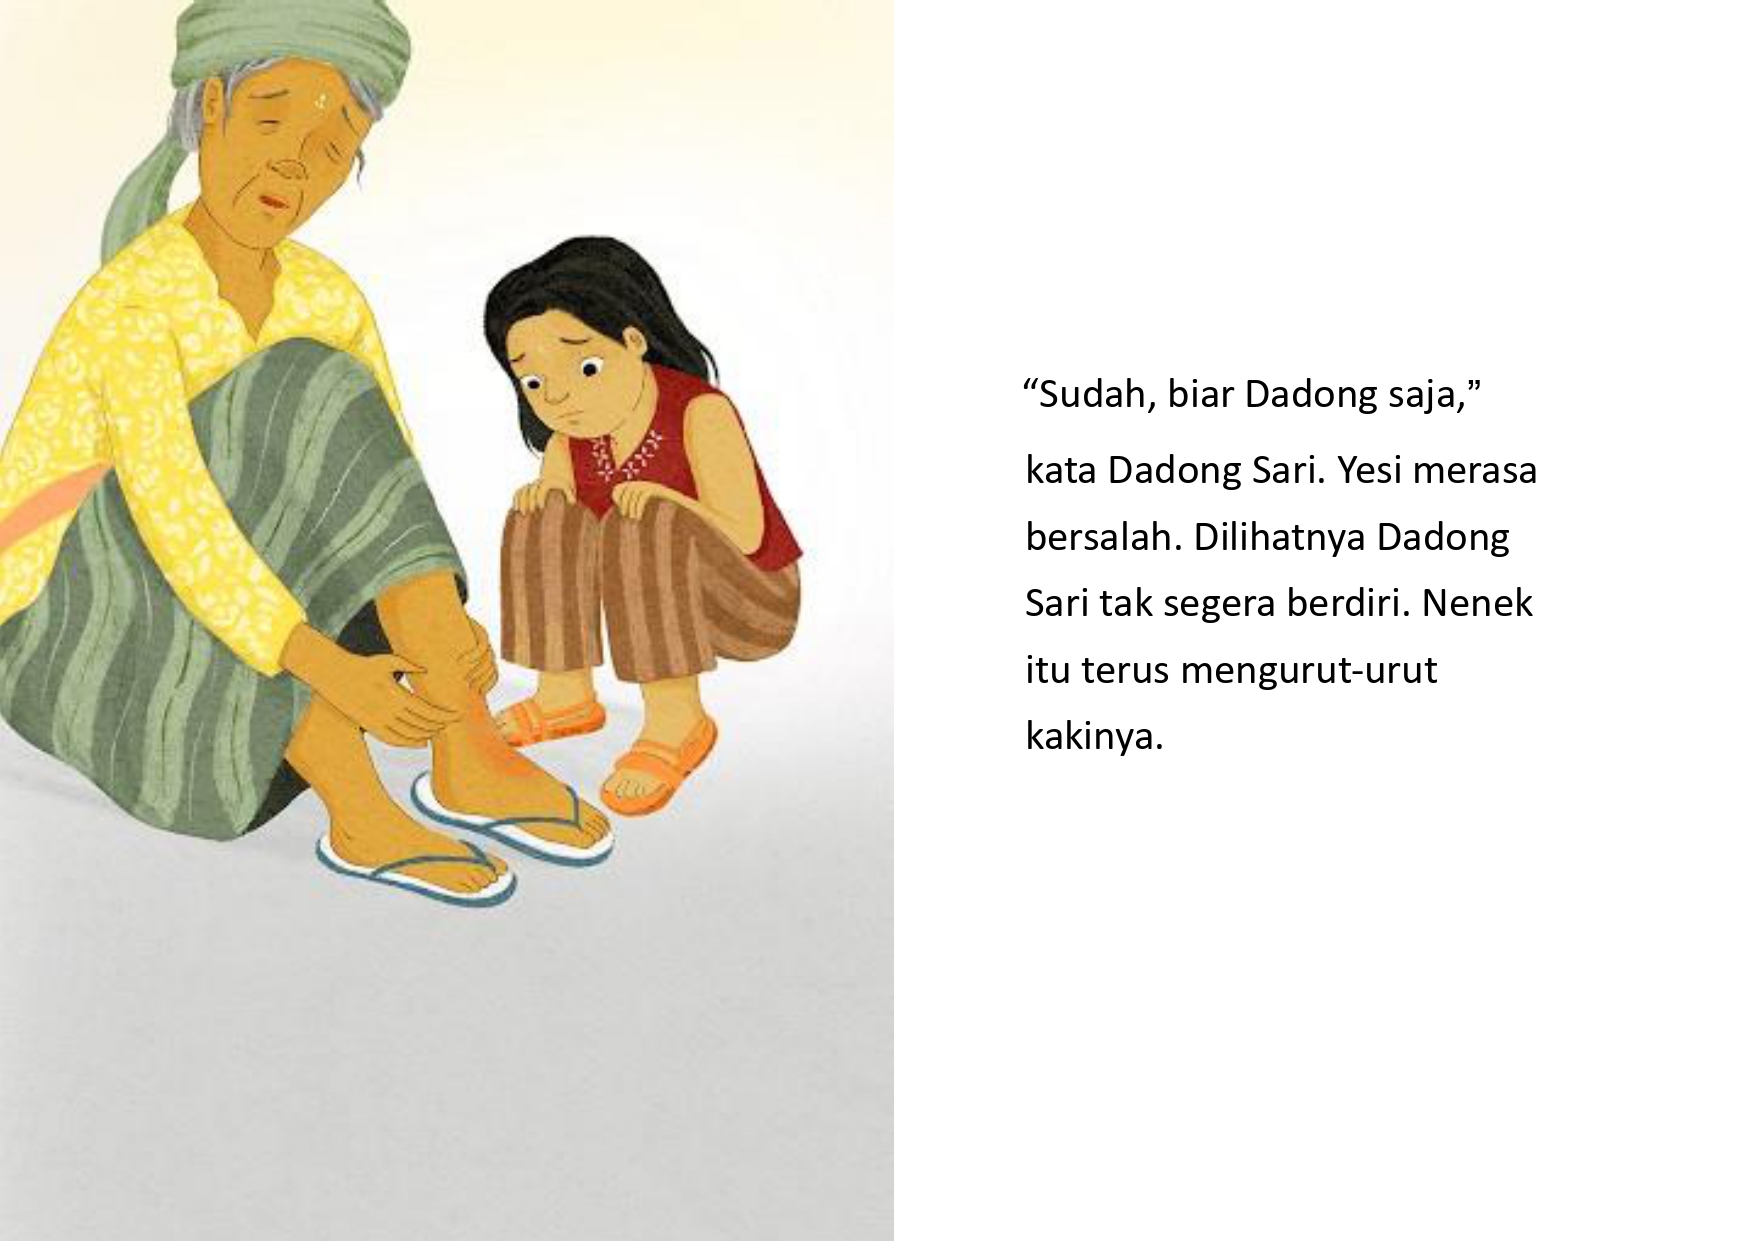 “Sudah, biar Dadong saja,”
kata Dadong Sari. Yesi merasa
bersalah. Dilihatnya Dadong
Sari tak segera berdiri. Nenek
itu terus mengurut-urut
kakinya.